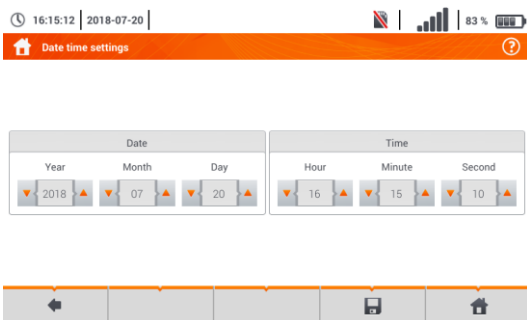 16:15:12 2018-07-20 83 %
Date time settings ?
Date Time
Year Month Day Hour Minute Second
2018 07 20 16 15 10